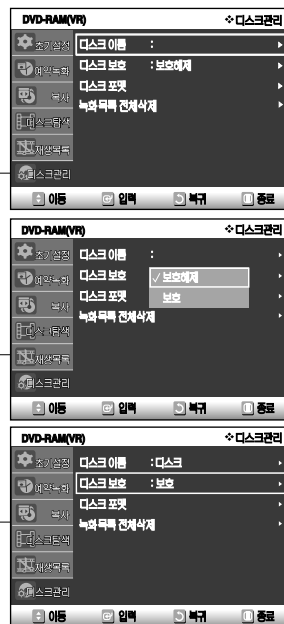 DVD-RAM(VR) ❖ 디스크관리
초기설정 디스크 이름 :
예약녹화 디스크 보호 : 보호해제
복사 디스크 포맷
녹화목록 전체삭제
디스크탐색
재생목록
디스크관리
이동 입력 복귀 종료
DVD-RAM(VR) ❖ 디스크관리
초기설정 디스크 이름 :
예약녹화 디스크 보호 ✓ 보호해제
복사 디스크 포맷 보호
녹화목록 전체삭제
디스크탐색
재생목록
디스크관리
이동 입력 복귀 종료
DVD-RAM(VR) ❖ 디스크관리
초기설정 디스크 이름 : 디스크
예약녹화 디스크 보호 : 보호
복사 디스크 포맷
녹화목록 전체삭제
디스크탐색
재생목록
디스크관리
이동 입력 복귀 종료